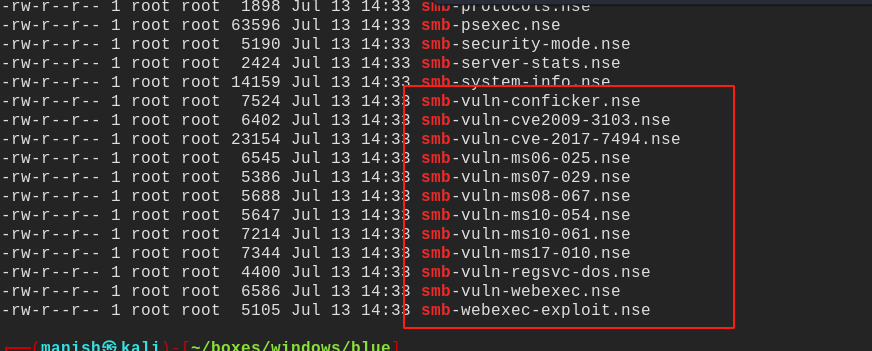 -rw-r--r-- 1 root root  1898 Jul 13 14:33 smb-protocols.nse
-rw-r--r-- 1 root root 63596 Jul 13 14:33 smb-psexec.nse
-rw-r--r-- 1 root root  5190 Jul 13 14:33 smb-security-mode.nse
-rw-r--r-- 1 root root  2424 Jul 13 14:33 smb-server-stats.nse
-rw-r--r-- 1 root root 14159 Jul 13 14:33 smb-system-info.nse
-rw-r--r-- 1 root root  7524 Jul 13 14:33 smb-vuln-conficker.nse
-rw-r--r-- 1 root root  6402 Jul 13 14:33 smb-vuln-cve2009-3103.nse
-rw-r--r-- 1 root root 23154 Jul 13 14:33 smb-vuln-cve-2017-7494.nse
-rw-r--r-- 1 root root  6545 Jul 13 14:33 smb-vuln-ms06-025.nse
-rw-r--r-- 1 root root  5386 Jul 13 14:33 smb-vuln-ms07-029.nse
-rw-r--r-- 1 root root  5688 Jul 13 14:33 smb-vuln-ms08-067.nse
-rw-r--r-- 1 root root  5647 Jul 13 14:33 smb-vuln-ms10-054.nse
-rw-r--r-- 1 root root  7214 Jul 13 14:33 smb-vuln-ms10-061.nse
-rw-r--r-- 1 root root  7344 Jul 13 14:33 smb-vuln-ms17-010.nse
-rw-r--r-- 1 root root  4400 Jul 13 14:33 smb-vuln-regsvc-dos.nse
-rw-r--r-- 1 root root  6586 Jul 13 14:33 smb-vuln-webexec.nse
-rw-r--r-- 1 root root  5105 Jul 13 14:33 smb-webexec-exploit.nse
┌──(manish㉿kali)-[~/boxes/windows/blue]